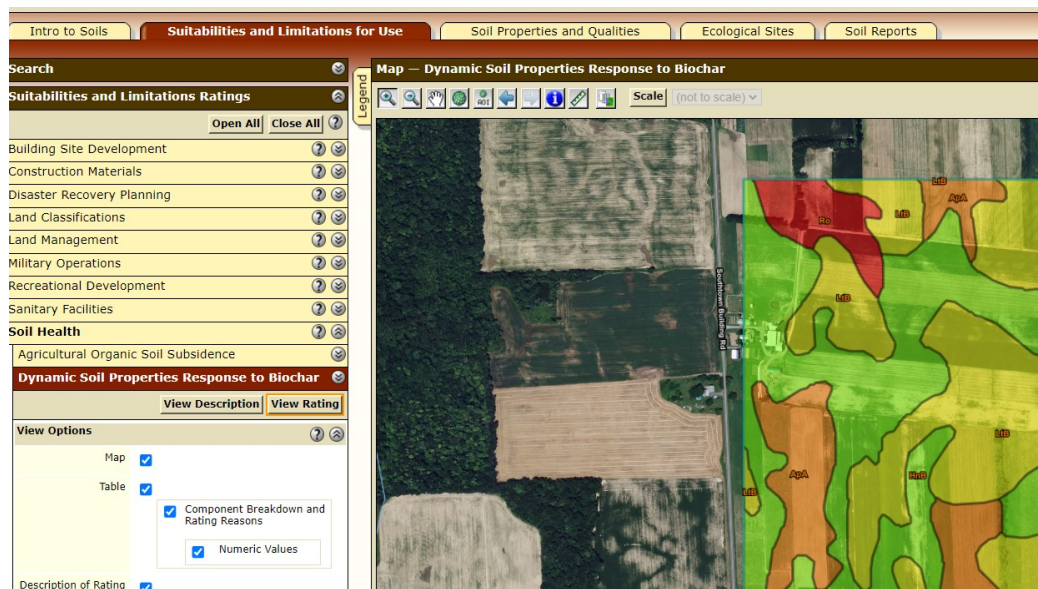 Intro to Soils
Suitabilities and Limitations for Use
Soil Properties and Qualities
Ecological Sites
Soil Reports
Search
Suitabilities and Limitations Ratings
Open All Close All
Building Site Development
Construction Materials
Disaster Recovery Planning
Land Classifications
Land Management
Military Operations
Recreational Development
Sanitary Facilities
Soil Health
Agricultural Organic Soil Subsidence
Dynamic Soil Properties Response to Biochar
View Description View Rating
View Options
Map
Table
Component Breakdown and
Rating Reasons
Numeric Values
Description of Rating
Legend
Map — Dynamic Soil Properties Response to Biochar
AOI
Scale (not to scale)
LtB
ApA
Ro
LtB
LtB
Southtown Building Rd
LtB
ApA
HnB
LtB